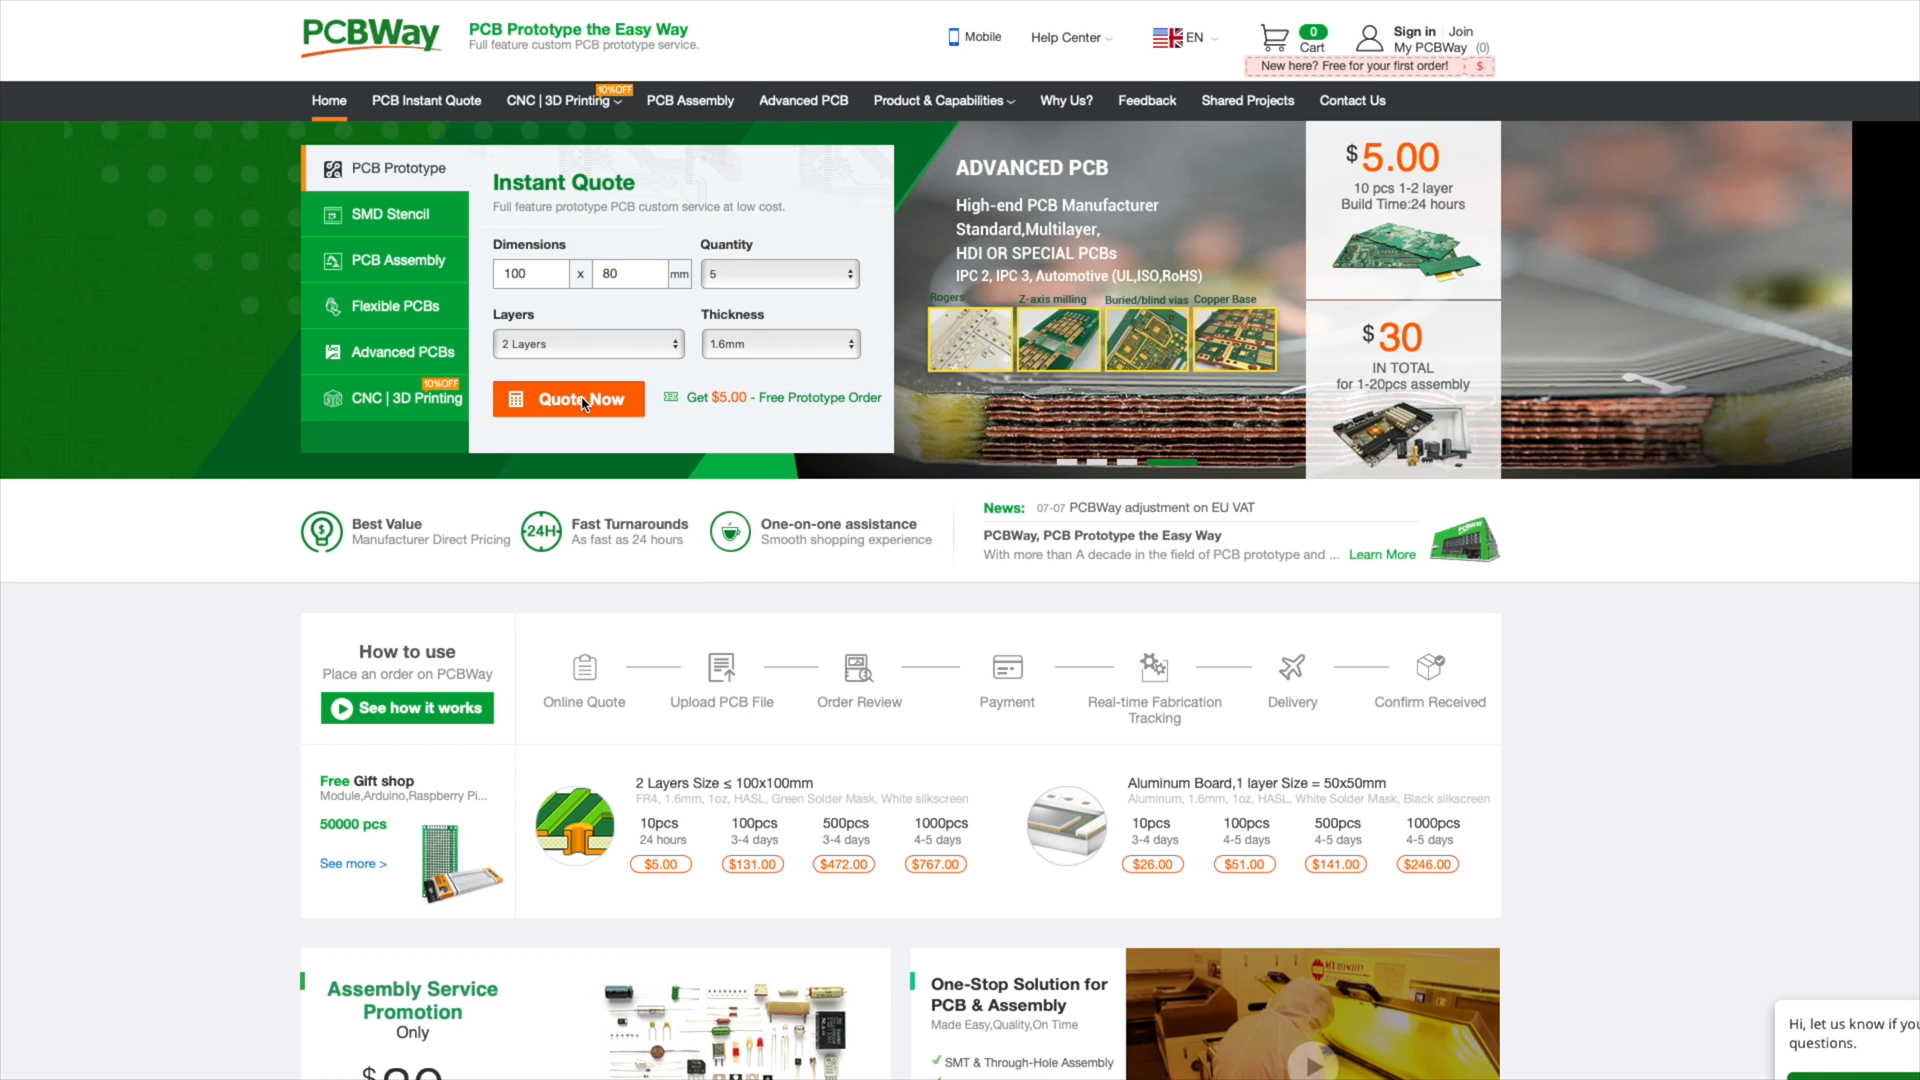 PCBWay
PCB Prototype the Easy Way
Full feature custom PCB prototype service.
Mobile
Help Center
EN
0
Cart
Sign in
Join
My PCBWay (0)
New here? Free for your first order! $
Home
PCB Instant Quote
CNC | 3D Printing
10%OFF
PCB Assembly
Advanced PCB
Product & Capabilities
Why Us?
Feedback
Shared Projects
Contact Us
PCB Prototype
SMD Stencil
PCB Assembly
Flexible PCBs
Advanced PCBs
10%OFF
CNC | 3D Printing
Instant Quote
Full feature prototype PCB custom service at low cost.
Dimensions
Quantity
100 x 80 mm
5
Layers
Thickness
2 Layers
1.6mm
Quote Now
Get $5.00 - Free Prototype Order
ADVANCED PCB
High-end PCB Manufacturer
Standard,Multilayer,
HDI OR SPECIAL PCBs
IPC 2, IPC 3, Automotive (UL,ISO,RoHS)
Rogers
Z-axis milling
Buried/blind vias
Copper Base
$5.00
10 pcs 1-2 layer
Build Time:24 hours
$30
IN TOTAL
for 1-20pcs assembly
Best Value
Manufacturer Direct Pricing
24H
Fast Turnarounds
As fast as 24 hours
One-on-one assistance
Smooth shopping experience
News: 07-07 PCBWay adjustment on EU VAT
PCBWay, PCB Prototype the Easy Way
With more than A decade in the field of PCB prototype and ... Learn More
How to use
Place an order on PCBWay
See how it works
Online Quote
Upload PCB File
Order Review
Payment
Real-time Fabrication
Tracking
Delivery
Confirm Received
Free Gift shop
Module,Arduino,Raspberry Pi...
50000 pcs
See more >
2 Layers Size ≤ 100x100mm
FR4, 1.6mm, 1oz, HASL, Green Solder Mask, White silkscreen
10pcs 100pcs 500pcs 1000pcs
24 hours 3-4 days 3-4 days 4-5 days
$5.00 $131.00 $472.00 $767.00
Aluminum Board,1 layer Size = 50x50mm
Aluminum, 1.6mm, 1oz, HASL, White Solder Mask, Black silkscreen
10pcs 100pcs 500pcs 1000pcs
3-4 days 4-5 days 4-5 days 4-5 days
$26.00 $51.00 $141.00 $246.00
Assembly Service
Promotion
Only
One-Stop Solution for
PCB & Assembly
Made Easy,Quality,On Time
SMT & Through-Hole Assembly
Hi, let us know if you
questions.